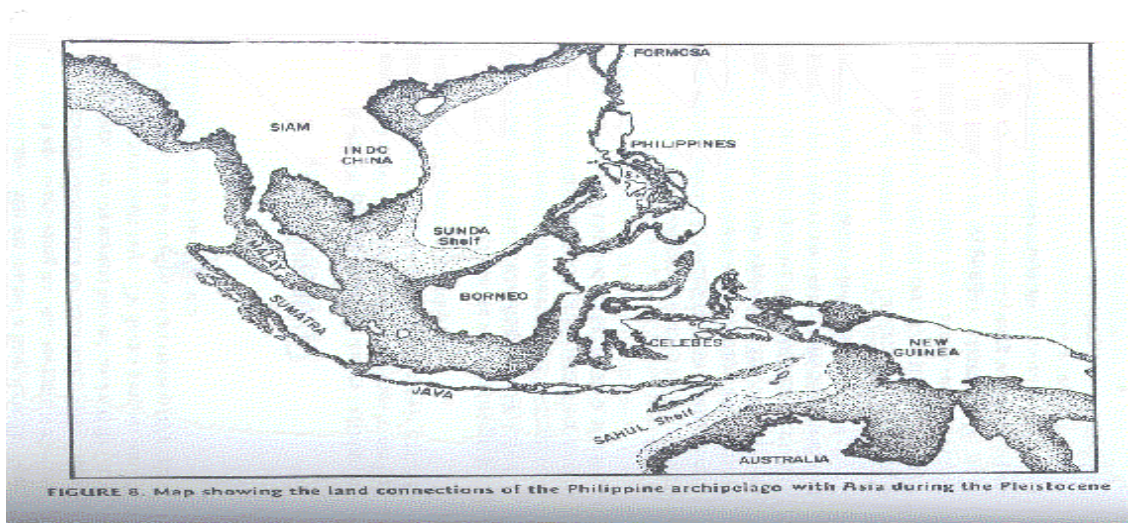 FORMOSA
SIAM
INDO
CHINA
PHILIPPINES
SUNDA
Shelf
MALAY
BORNEO
SUMATRA
CELEBES
NEW
GUINEA
JAVA
SAHUL Shelf
AUSTRALIA
FIGURE 8. Map showing the land connections of the Philippine archipelago with Asia during the Pleistocene